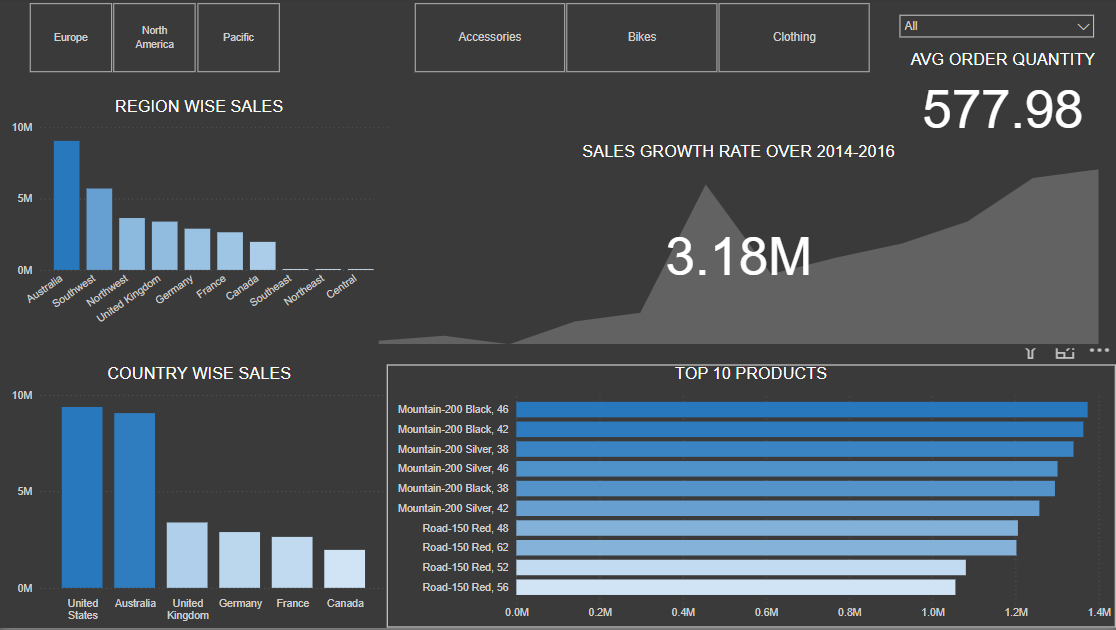 Europe
North
America
Pacific
Accessories
Bikes
Clothing
All
AVG ORDER QUANTITY
577.98
REGION WISE SALES
10M
5M
0M
Australia
Southwest
Northwest
United Kingdom
Germany
France
Canada
Southeast
Northeast
Central
SALES GROWTH RATE OVER 2014-2016
3.18M
COUNTRY WISE SALES
10M
5M
0M
United
States
Australia
United
Kingdom
Germany
France
Canada
TOP 10 PRODUCTS
Mountain-200 Black, 46
Mountain-200 Black, 42
Mountain-200 Silver, 38
Mountain-200 Silver, 46
Mountain-200 Black, 38
Mountain-200 Silver, 42
Road-150 Red, 48
Road-150 Red, 62
Road-150 Red, 52
Road-150 Red, 56
0.0M 0.2M 0.4M 0.6M 0.8M 1.0M 1.2M 1.4M